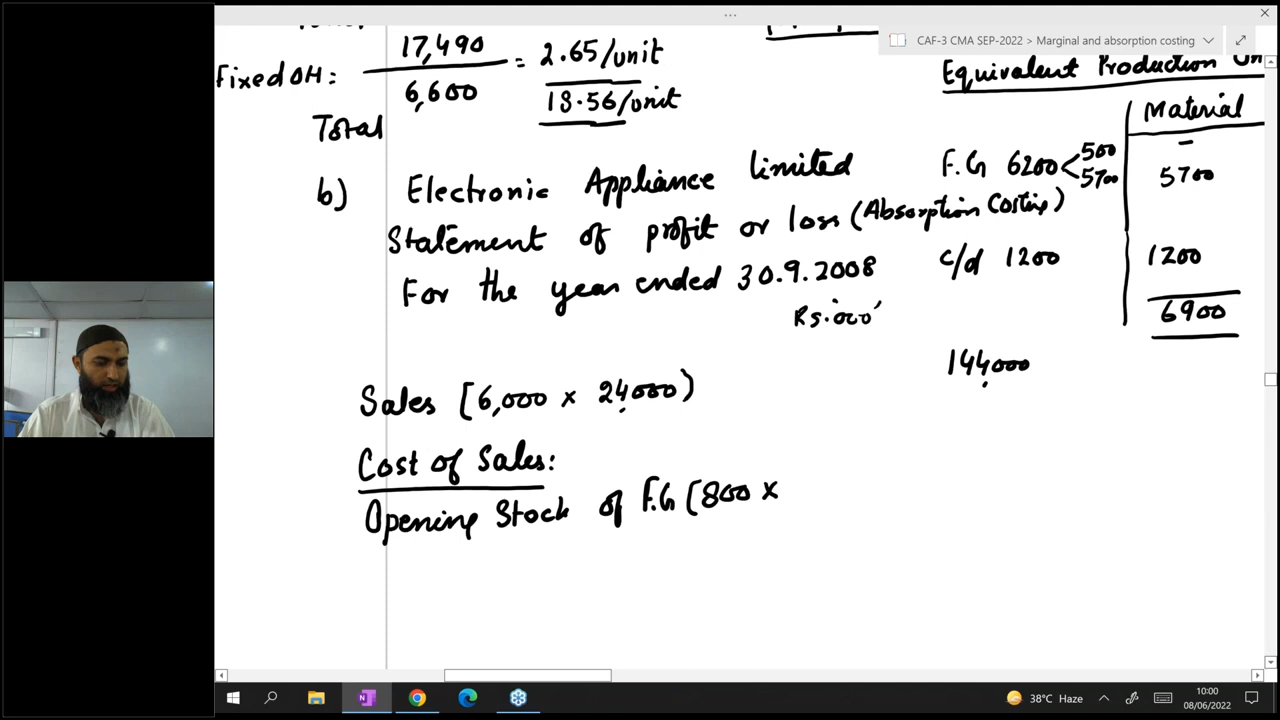 CAF-3 CMA SEP-2022 > Marginal and absorption costing
Fixed OH: 17,490 / 6,600 = 2.65/unit
Total 18.56/unit
b) Electronic Appliance Limited
Statement of profit or loss (Absorption Costing)
For the year ended 30.9.2008
Rs.'000'
Sales [6,000 × 24,000) 144,000
Cost of Sales:
Opening Stock of F.G (800 ×
Equivalent Production
Material
–
F.G 6200 < 500
5700 5700
c/d 1200 1200
6900
38°C Haze
10:00
08/06/2022